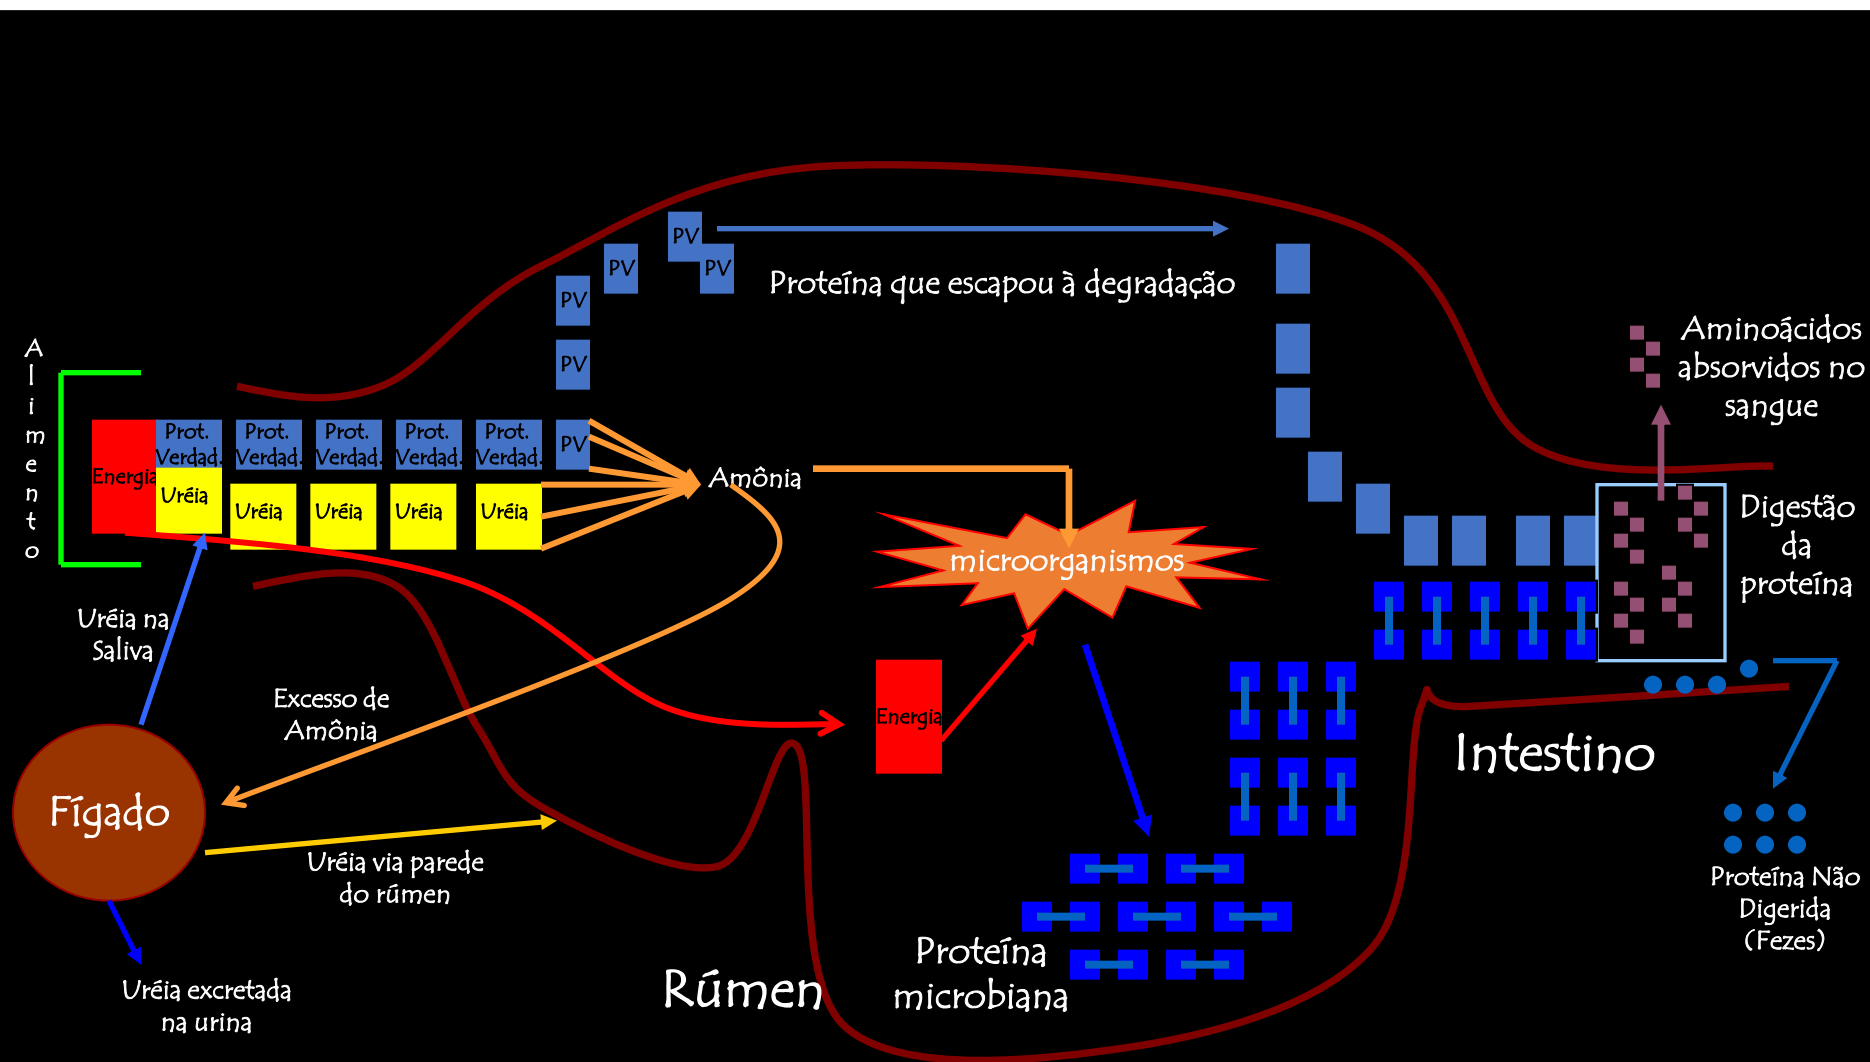 PV
PV
PV
Proteína que escapou à degradação
PV
PV
PV
Alimento
Energia
Prot.
Verdad.
Prot.
Verdad.
Prot.
Verdad.
Prot.
Verdad.
Prot.
Verdad.
Uréia
Uréia
Uréia
Uréia
Uréia
Amônia
microorganismos
Energia
Aminoácidos
absorvidos no
sangue
Digestão
da
proteína
Uréia na
Saliva
Excesso de
Amônia
Fígado
Uréia via parede
do rúmen
Uréia excretada
na urina
Rúmen
Proteína
microbiana
Intestino
Proteína Não
Digerida
(Fezes)